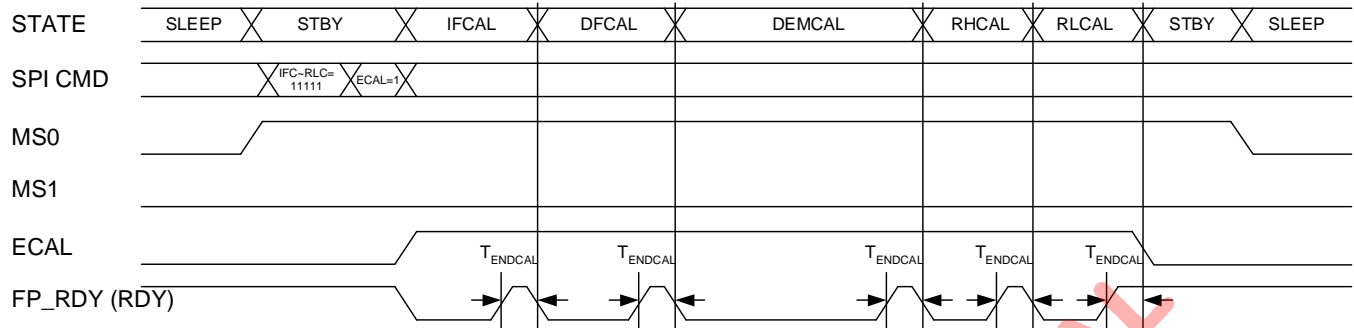 STATE SLEEP STBY IFCAL DFCAL DEMCAL RHCAL RLCAL STBY SLEEP
SPI CMD IFC~RLC= ECAL=1
11111
MS0
MS1
ECAL TENDCAL TENDCAL TENDCAL TENDCAL TENDCAL
FP_RDY (RDY)